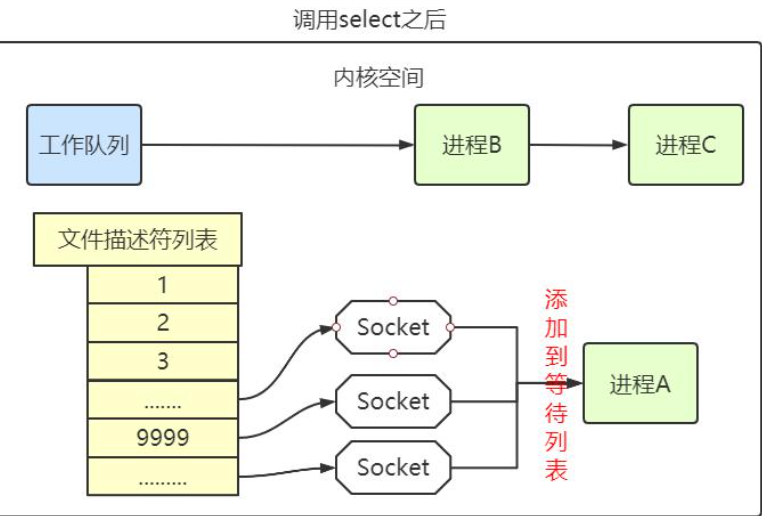 调用select之后
内核空间
工作队列
进程B
进程C
文件描述符列表
1
2
3
.......
9999
.........
Socket
Socket
Socket
添加到等待列表
进程A